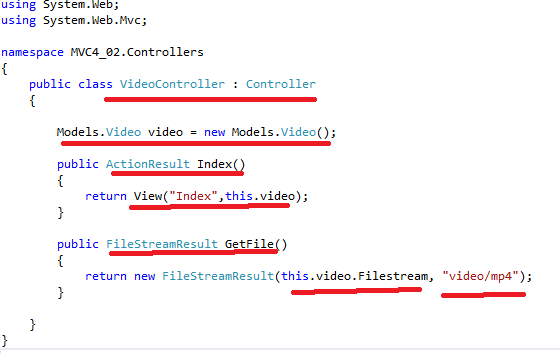 using System.Web;
using System.Web.Mvc;
namespace MVC4_02.Controllers
{
public class VideoController : Controller
{
Models.Video video = new Models.Video();
public ActionResult Index()
{
return View("Index",this.video);
}
public FileStreamResult GetFile()
{
return new FileStreamResult(this.video.Filestream, "video/mp4");
}
}
}